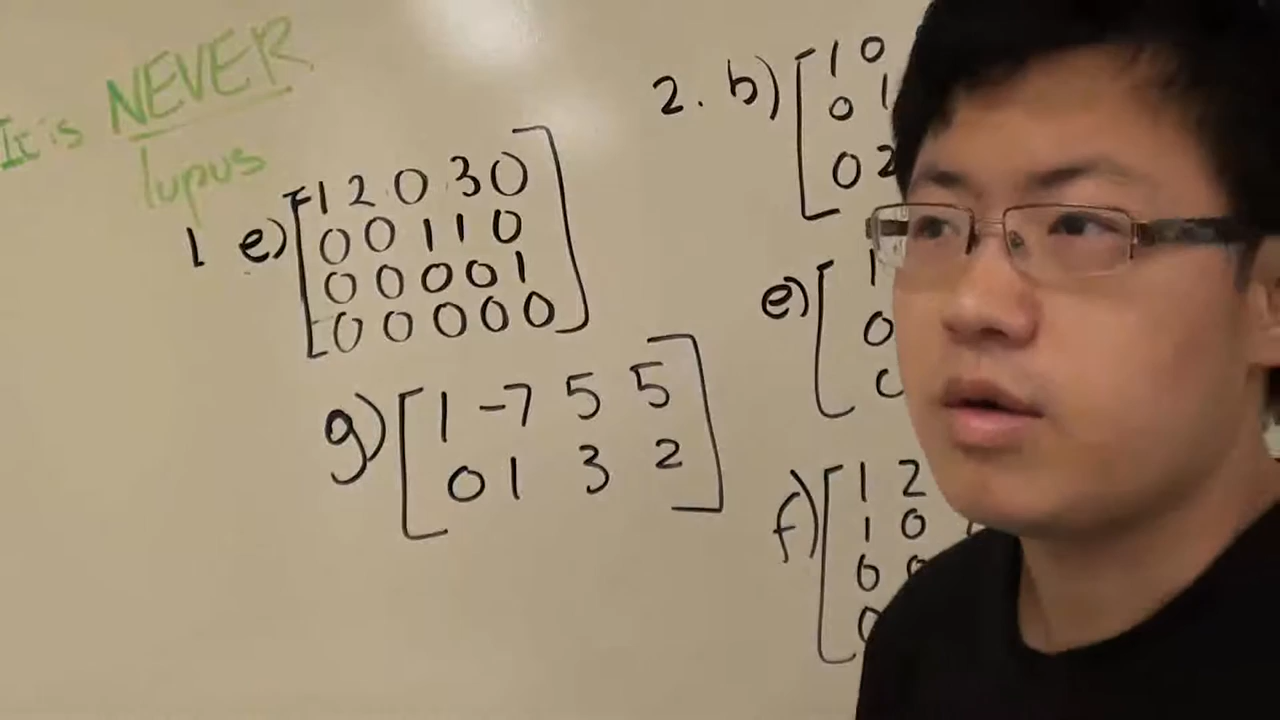 It is NEVER
lupus
1 e) 1 2 0 3 0
0 0 1 1 0
0 0 0 0 1
0 0 0 0 0
g) 1 -7 5 5
0 1 3 2
2. b) 1 0
0 1
0 2
e) 1
0
f) 1 2
1 0
0 0
0